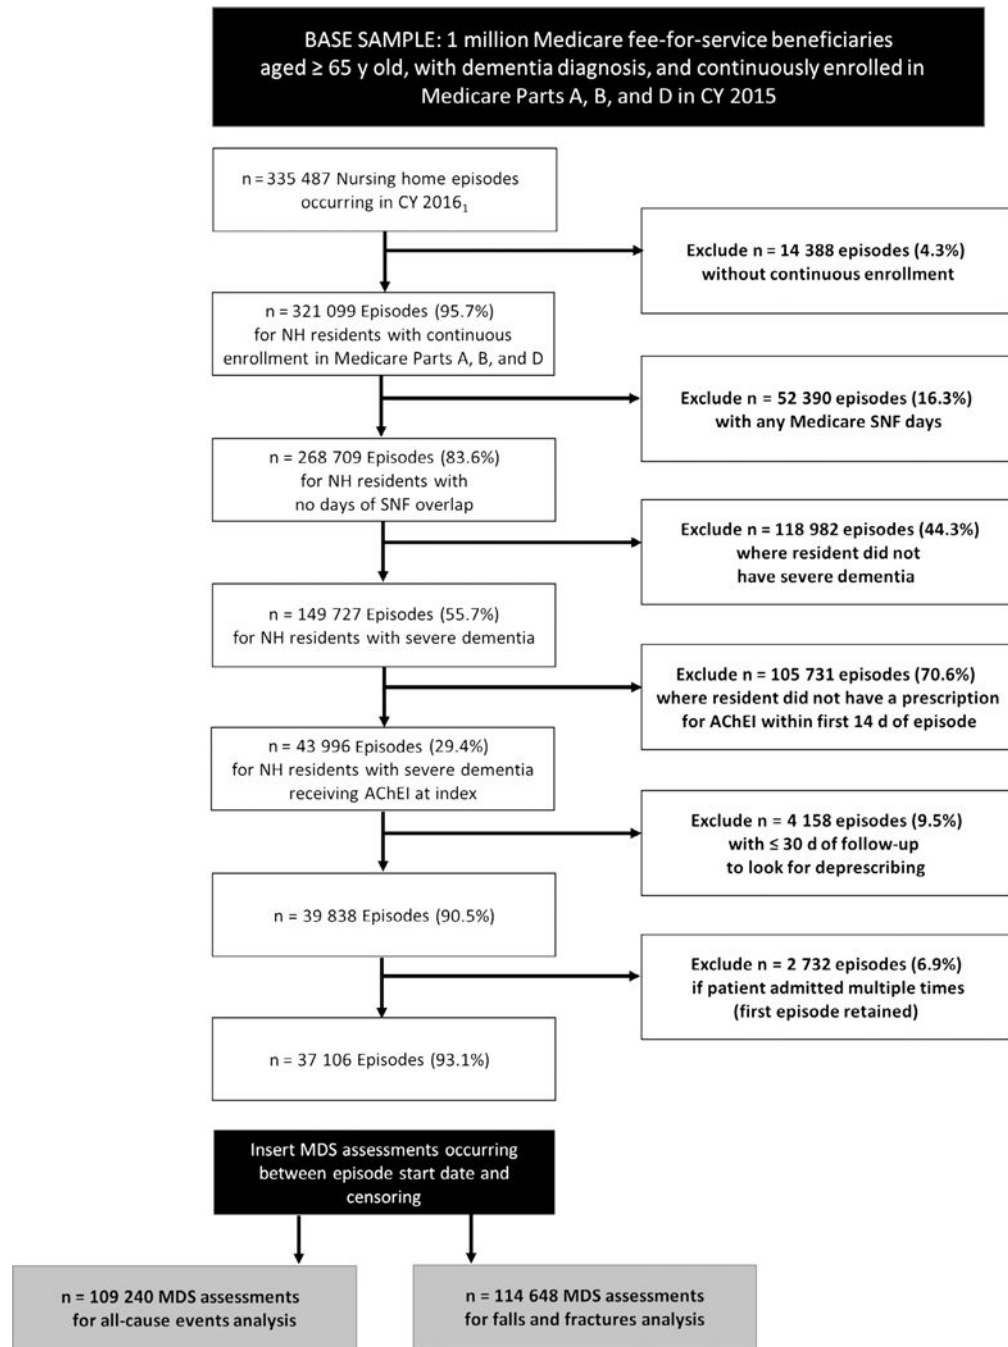 BASE SAMPLE: 1 million Medicare fee-for-service beneficiaries
aged ≥ 65 y old, with dementia diagnosis, and continuously enrolled in
Medicare Parts A, B, and D in CY 2015
n = 335 487 Nursing home episodes
occurring in CY 2016₁
Exclude n = 14 388 episodes (4.3%)
without continuous enrollment
n = 321 099 Episodes (95.7%)
for NH residents with continuous
enrollment in Medicare Parts A, B, and D
Exclude n = 52 390 episodes (16.3%)
with any Medicare SNF days
n = 268 709 Episodes (83.6%)
for NH residents with
no days of SNF overlap
Exclude n = 118 982 episodes (44.3%)
where resident did not
have severe dementia
n = 149 727 Episodes (55.7%)
for NH residents with severe dementia
Exclude n = 105 731 episodes (70.6%)
where resident did not have a prescription
for AChEI within first 14 d of episode
n = 43 996 Episodes (29.4%)
for NH residents with severe dementia
receiving AChEI at index
Exclude n = 4 158 episodes (9.5%)
with ≤ 30 d of follow-up
to look for deprescribing
n = 39 838 Episodes (90.5%)
Exclude n = 2 732 episodes (6.9%)
if patient admitted multiple times
(first episode retained)
n = 37 106 Episodes (93.1%)
Insert MDS assessments occurring
between episode start date and
censoring
n = 109 240 MDS assessments
for all-cause events analysis
n = 114 648 MDS assessments
for falls and fractures analysis